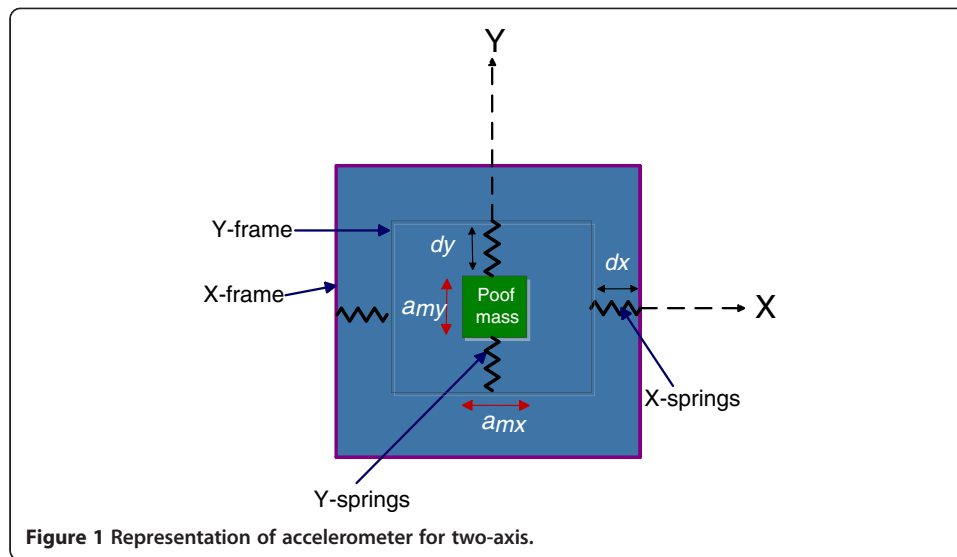 Y
Y-frame
dy
dx
X-frame
Poof
mass
amy
X
X-springs
amx
Y-springs
Figure 1 Representation of accelerometer for two-axis.